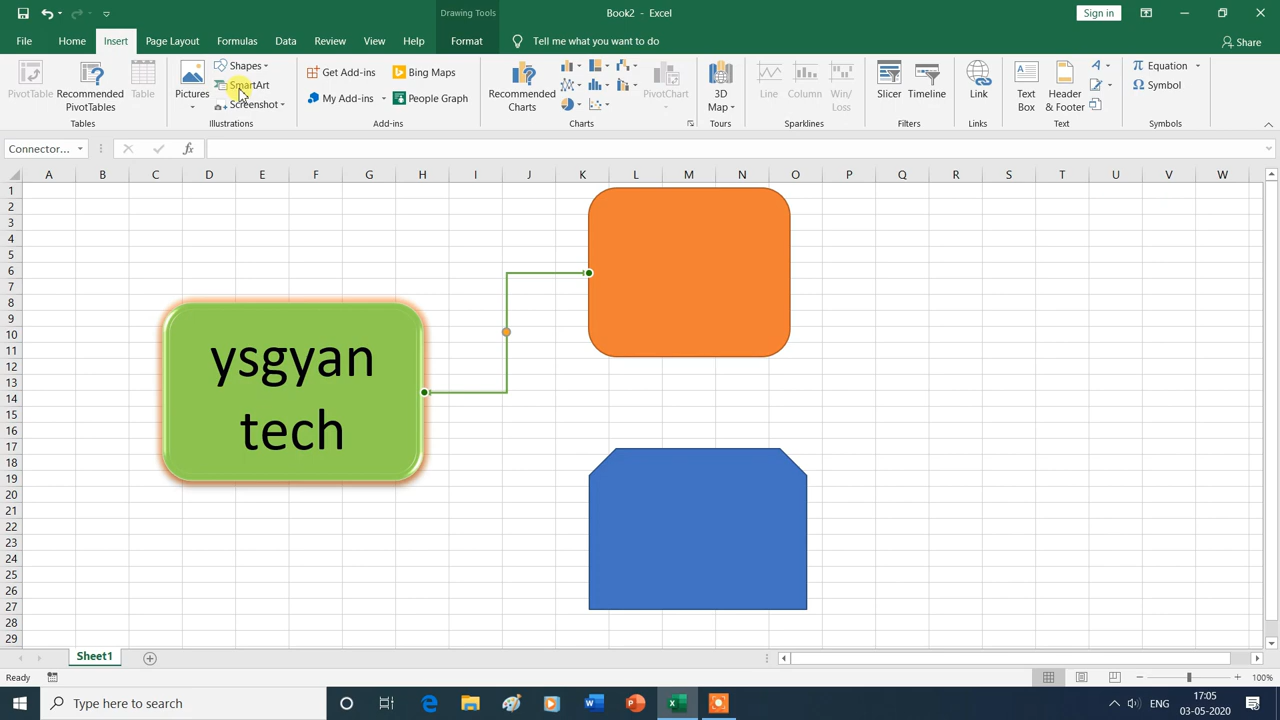 Drawing Tools
Book2 - Excel
Sign in
File Home Insert Page Layout Formulas Data Review View Help Format Tell me what you want to do Share
PivotTable
Recommended PivotTables
Table
Tables
Pictures
Shapes
SmartArt
Screenshot
Illustrations
Get Add-ins
My Add-ins
Bing Maps
People Graph
Add-ins
Recommended Charts
PivotChart
Charts
3D Map
Tours
Line
Column
Win/Loss
Sparklines
Slicer
Timeline
Filters
Link
Links
Text Box
Header & Footer
Text
Equation
Symbol
Symbols
Connector...
fx
A B C D E F G H I J K L M N O P Q R S T U V W
1
2
3
4
5
6
7
8
9
10
11
12
13
14
15
16
17
18
19
20
21
22
23
24
25
26
27
28
29
ysgyan
tech
Sheet1
Ready
100%
Type here to search
ENG
17:05
03-05-2020